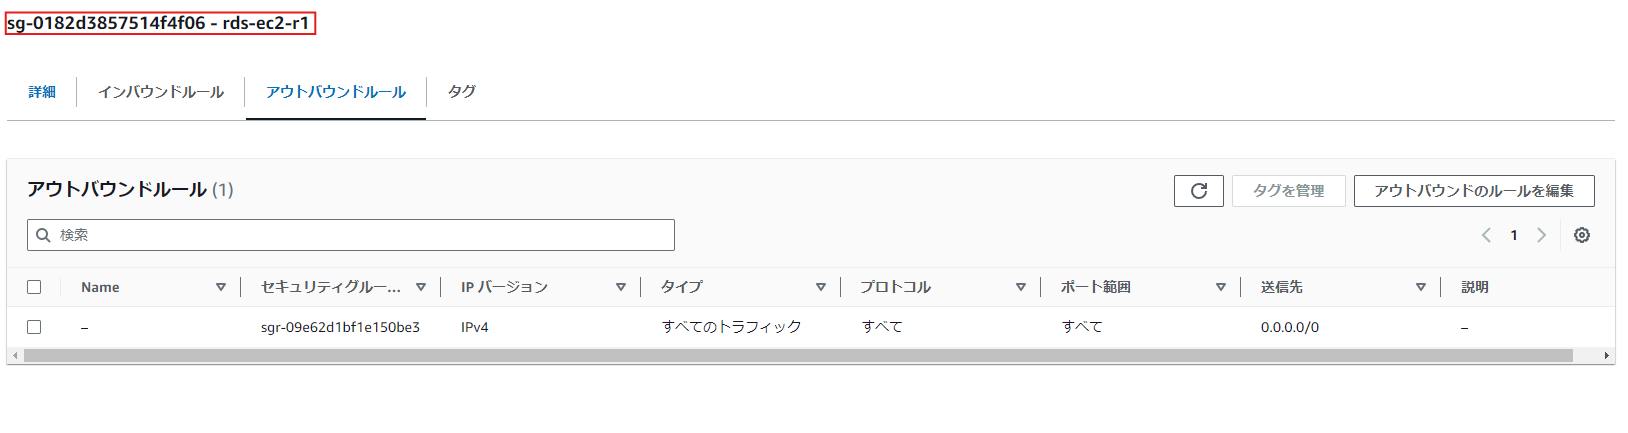 sg-0182d3857514f4f06 - rds-ec2-r1
詳細 インバウンドルール アウトバウンドルール タグ
アウトバウンドルール (1)
タグを管理 アウトバウンドのルールを編集
検索
1
Name セキュリティグルー... IP バージョン タイプ プロトコル ポート範囲 送信先 説明
– sgr-09e62d1bf1e150be3 IPv4 すべてのトラフィック すべて すべて 0.0.0.0/0 –